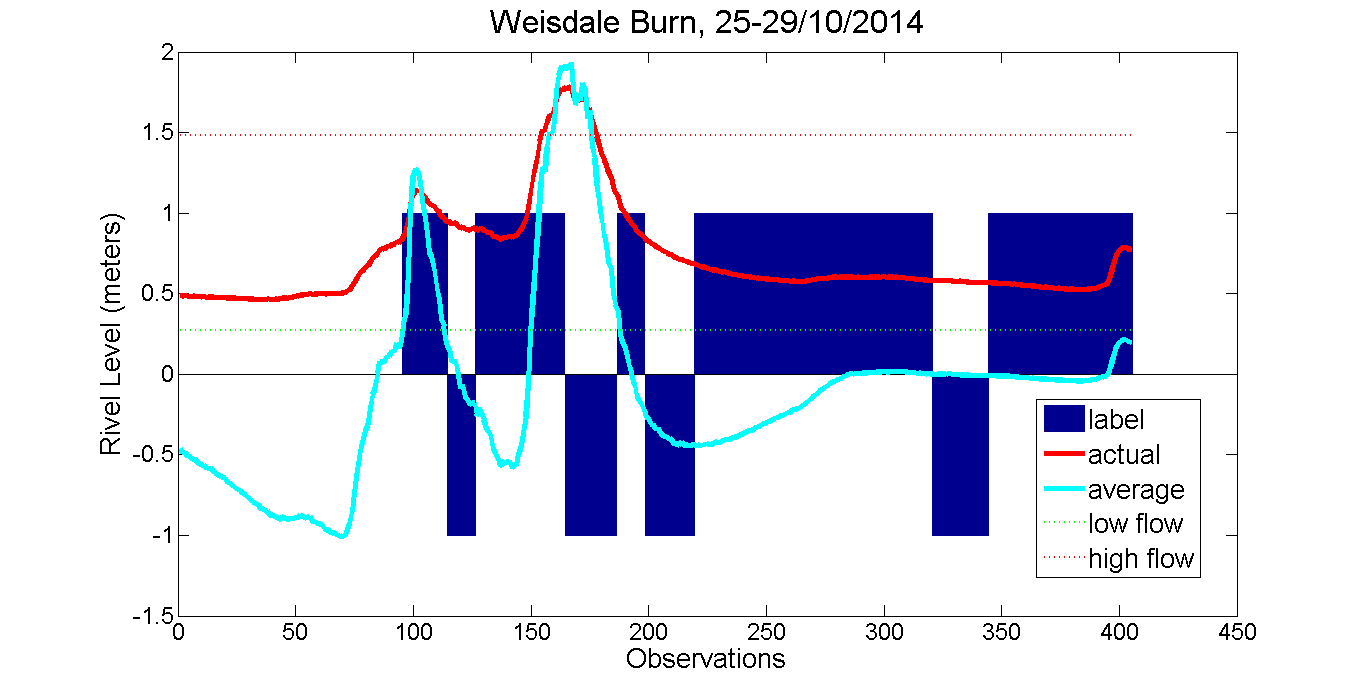 Weisdale Burn, 25-29/10/2014
2
1.5
1
0.5
0
-0.5
-1
-1.5
Rivel Level (meters)
label
actual
average
low flow
high flow
0 50 100 150 200 250 300 350 400 450
Observations